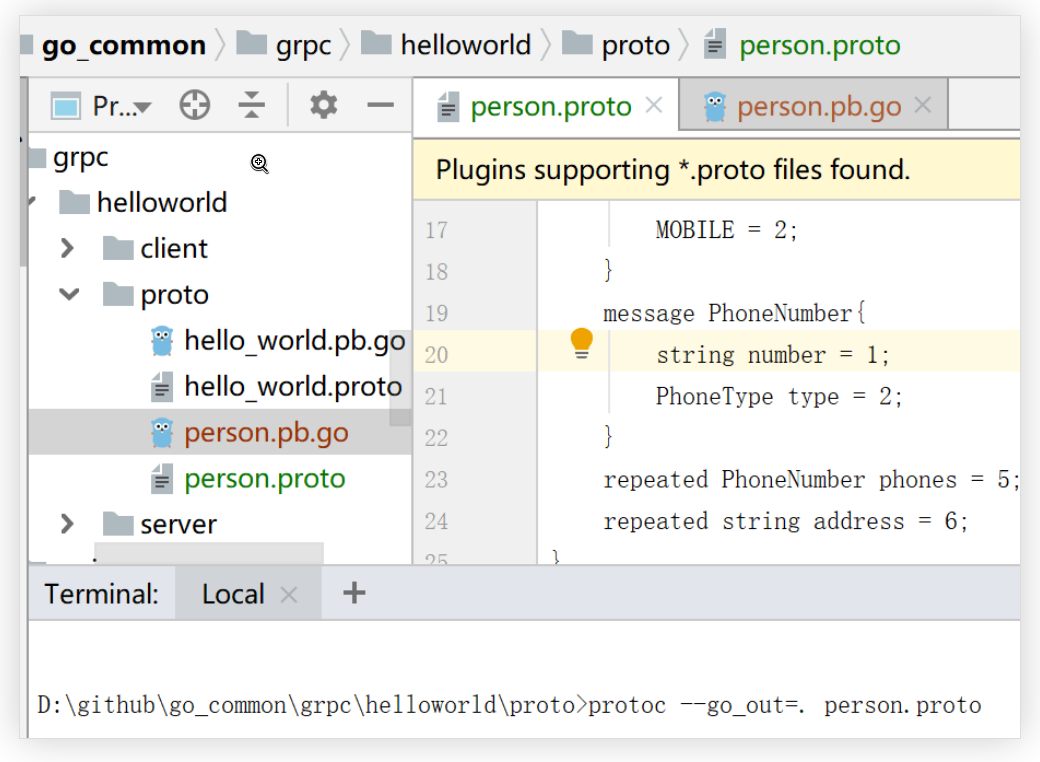 go_common grpc helloworld proto person.proto
Pr... person.proto person.pb.go
grpc
helloworld
client
proto
hello_world.pb.go
hello_world.proto
person.pb.go
person.proto
server
Plugins supporting *.proto files found.
17 MOBILE = 2;
18 }
19 message PhoneNumber{
20 string number = 1;
21 PhoneType type = 2;
22 }
23 repeated PhoneNumber phones = 5;
24 repeated string address = 6;
25 }
Terminal: Local +
D:\github\go_common\grpc\helloworld\proto>protoc --go_out=. person.proto